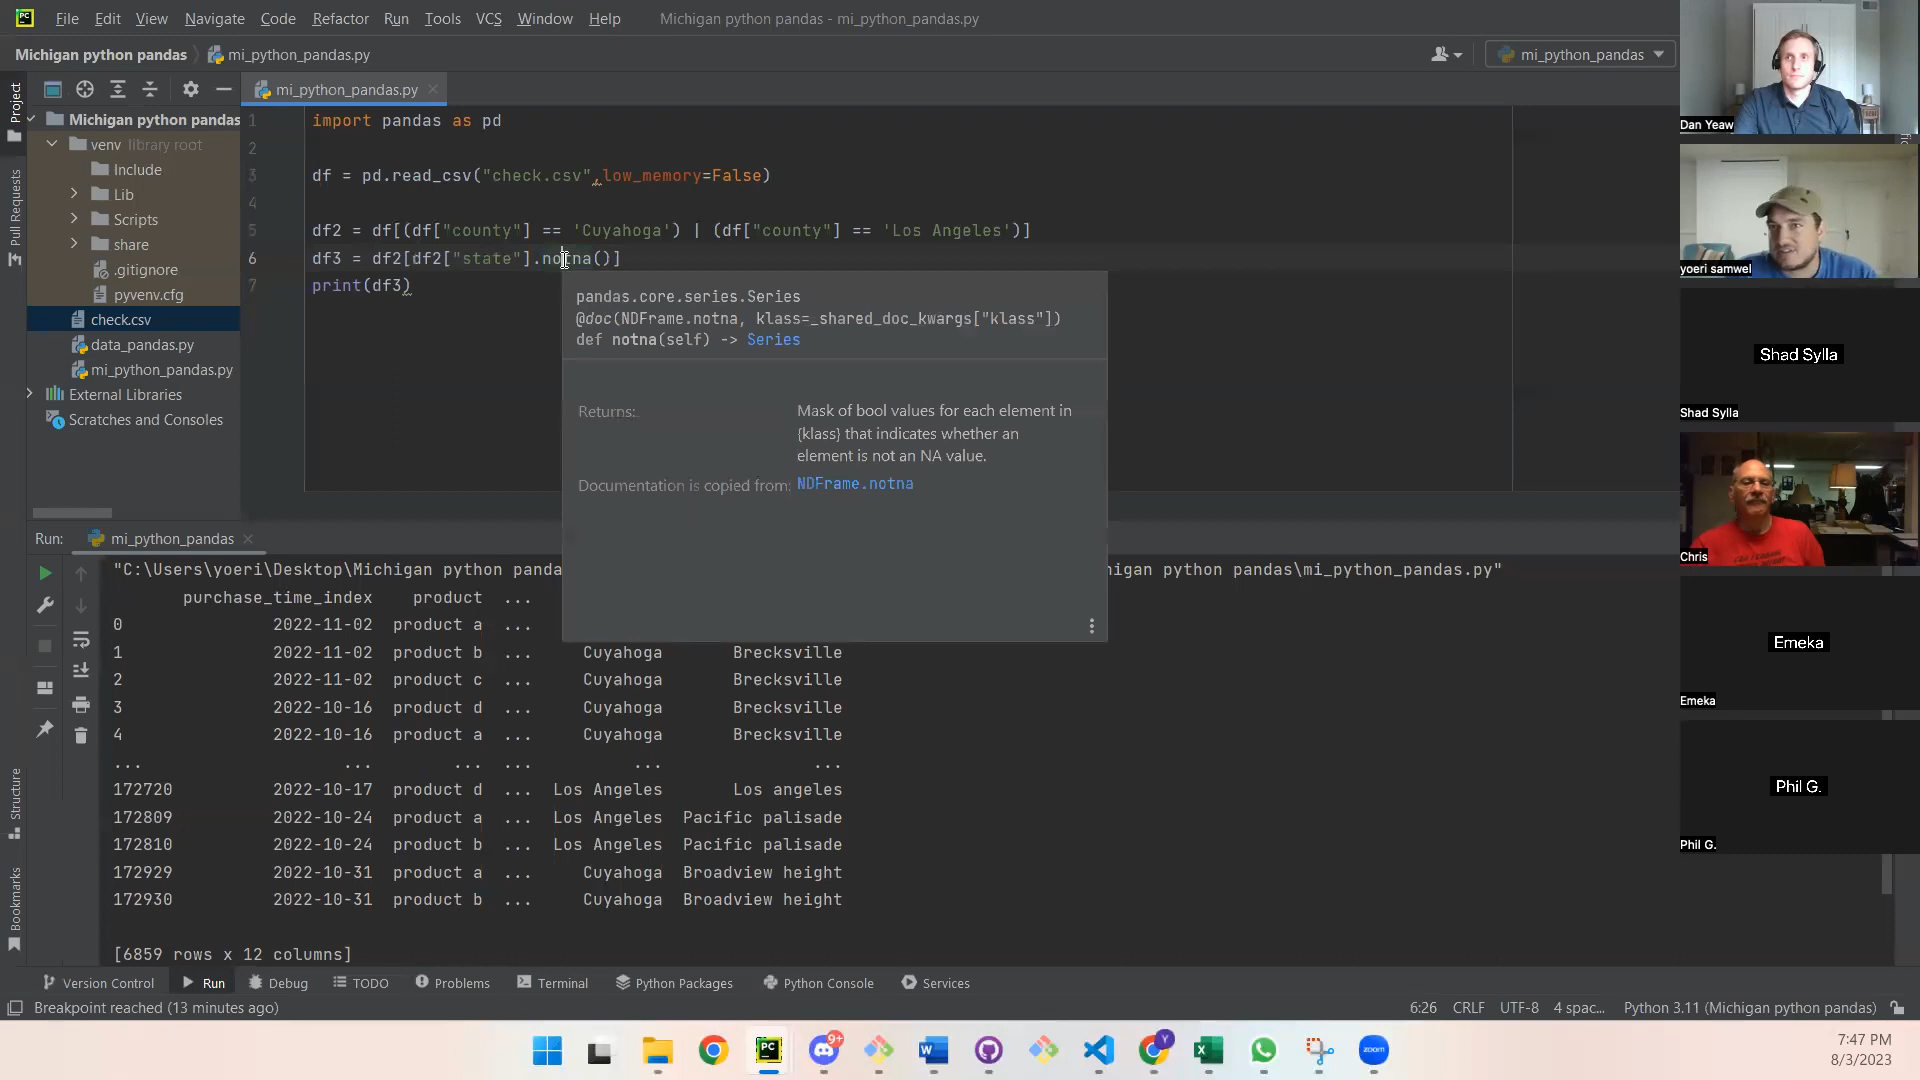 File Edit View Navigate Code Refactor Run Tools VCS Window Help Michigan python pandas - mi_python_pandas.py
Michigan python pandas mi_python_pandas.py
mi_python_pandas
Project
mi_python_pandas.py
Michigan python pandas
venv library root
Include
Lib
Scripts
share
.gitignore
pyvenv.cfg
check.csv
data_pandas.py
mi_python_pandas.py
External Libraries
Scratches and Consoles
Pull Requests
1 import pandas as pd
2
3 df = pd.read_csv("check.csv",low_memory=False)
4
5 df2 = df[(df["county"] == 'Cuyahoga') | (df["county"] == 'Los Angeles')]
6 df3 = df2[df2["state"].notna()]
7 print(df3)
pandas.core.series.Series
@doc(NDFrame.notna, klass=_shared_doc_kwargs["klass"])
def notna(self) -> Series
Returns: Mask of bool values for each element in
{klass} that indicates whether an
element is not an NA value.
Documentation is copied from: NDFrame.notna
Run: mi_python_pandas
"C:\Users\yoeri\Desktop\Michigan python panda
higan python pandas\mi_python_pandas.py"
purchase_time_index product ...
0 2022-11-02 product a ...
1 2022-11-02 product b ... Cuyahoga Brecksville
2 2022-11-02 product c ... Cuyahoga Brecksville
3 2022-10-16 product d ... Cuyahoga Brecksville
4 2022-10-16 product a ... Cuyahoga Brecksville
... ... ... ... ... ...
172720 2022-10-17 product d ... Los Angeles Los angeles
172809 2022-10-24 product a ... Los Angeles Pacific palisade
172810 2022-10-24 product b ... Los Angeles Pacific palisade
172929 2022-10-31 product a ... Cuyahoga Broadview height
172930 2022-10-31 product b ... Cuyahoga Broadview height
[6859 rows x 12 columns]
Structure
Bookmarks
Version Control Run Debug TODO Problems Terminal Python Packages Python Console Services
Breakpoint reached (13 minutes ago)
6:26 CRLF UTF-8 4 spac... Python 3.11 (Michigan python pandas)
PC
9+
Y
zoom
7:47 PM
8/3/2023
Dan Yeaw
yoeri samwel
Shad Sylla
Shad Sylla
Chris
Emeka
Emeka
Phil G.
Phil G.